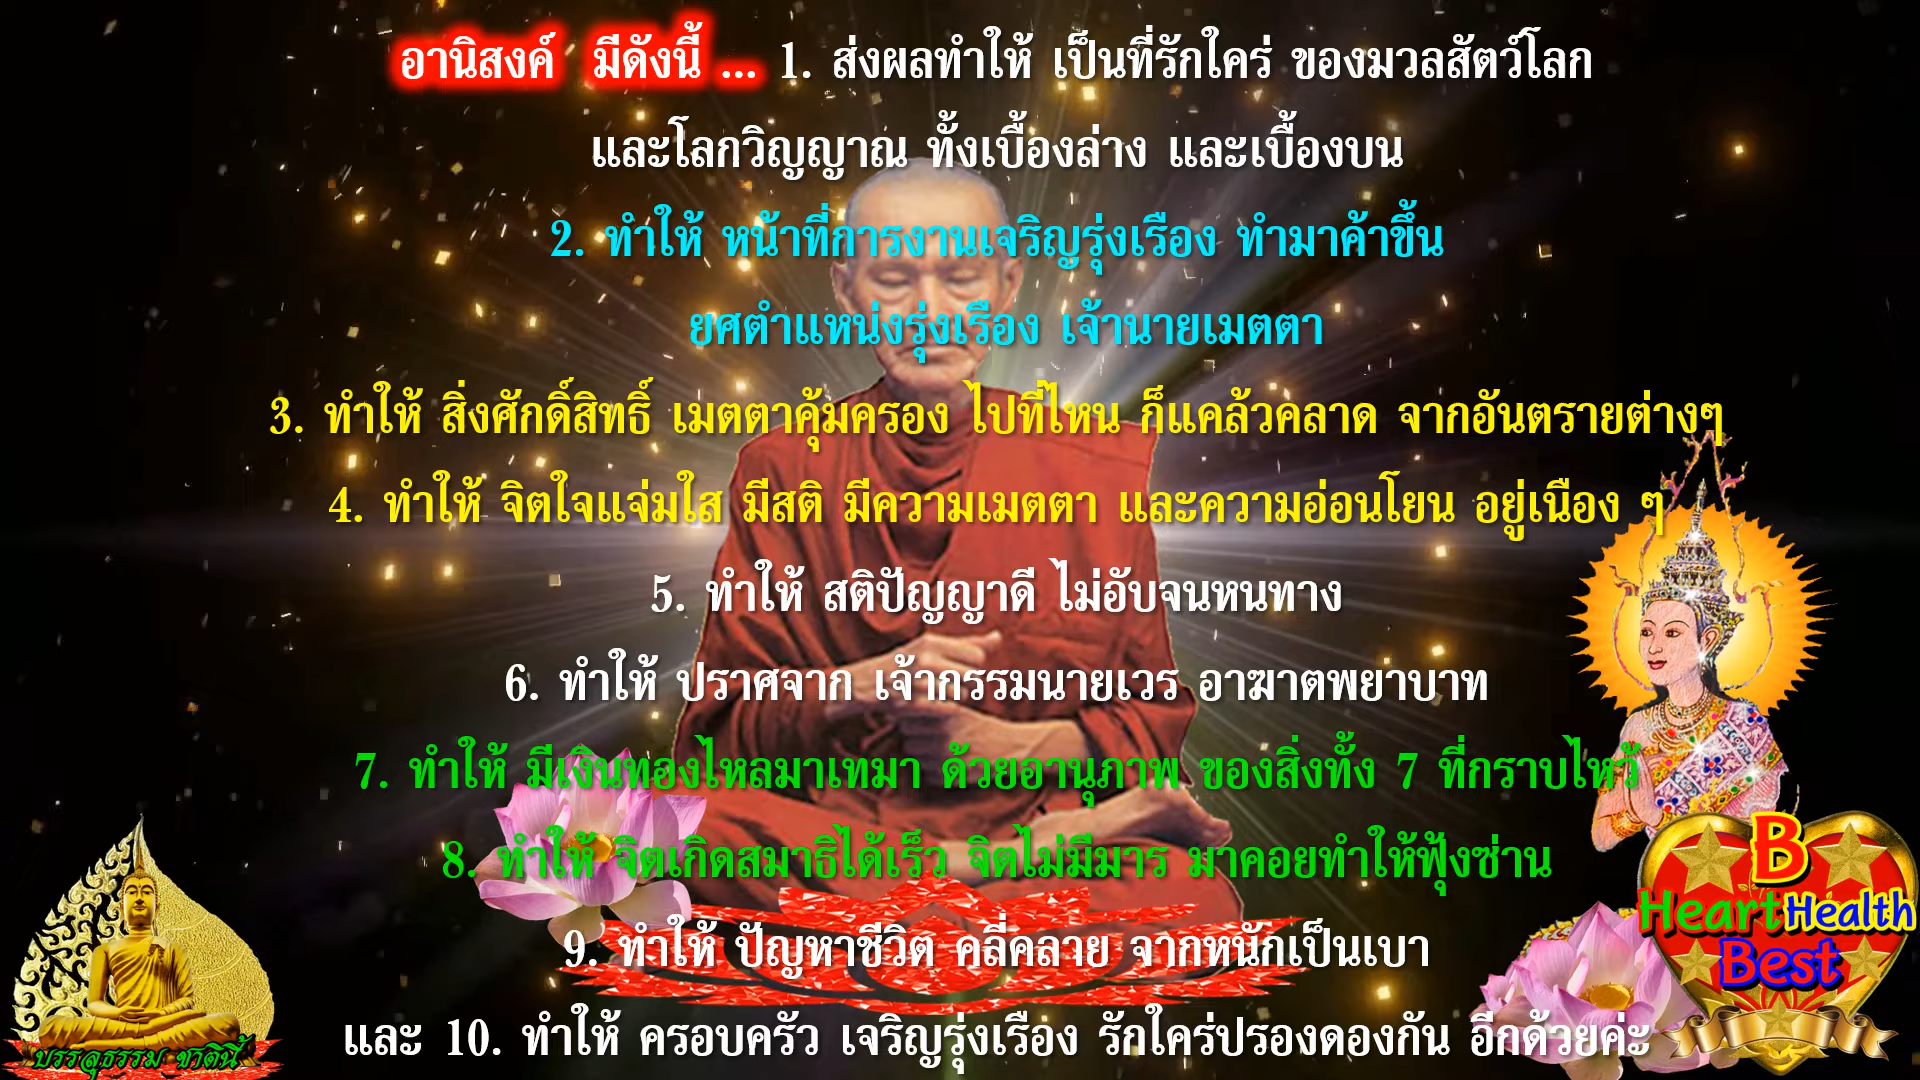 อานิสงค์ มีดังนี้ ... 1. ส่งผลทำให้ เป็นที่รักใคร่ ของมวลสัตว์โลก
และโลกวิญญาณ ทั้งเบื้องล่าง และเบื้องบน
2. ทำให้ หน้าที่การงานเจริญรุ่งเรือง ทำมาค้าขึ้น
ยศตำแหน่งรุ่งเรือง เจ้านายเมตตา
3. ทำให้ สิ่งศักดิ์สิทธิ์ เมตตาคุ้มครอง ไปที่ไหน ก็แคล้วคลาด จากอันตรายต่างๆ
4. ทำให้ จิตใจแจ่มใส มีสติ มีความเมตตา และความอ่อนโยน อยู่เนือง ๆ
5. ทำให้ สติปัญญาดี ไม่อับจนหนทาง
6. ทำให้ ปราศจาก เจ้ากรรมนายเวร อาฆาตพยาบาท
7. ทำให้ มีเงินทองไหลมาเทมา ด้วยอานุภาพ ของสิ่งทั้ง 7 ที่กราบไหว้
8. ทำให้ จิตเกิดสมาธิได้เร็ว จิตไม่มีมาร มาคอยทำให้ฟุ้งซ่าน
9. ทำให้ ปัญหาชีวิต คลี่คลาย จากหนักเป็นเบา
และ 10. ทำให้ ครอบครัว เจริญรุ่งเรือง รักใคร่ปรองดองกัน อีกด้วยค่ะ
บรรลุธรรม ชาตินี้
B
Heart Health
Best